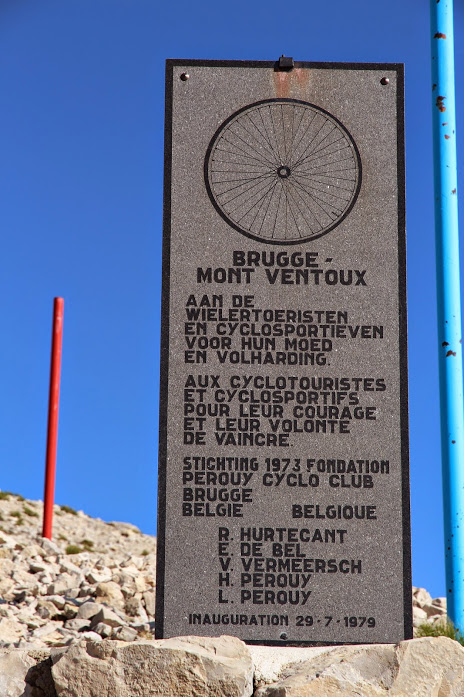 BRUGGE -
MONT VENTOUX
AAN DE
WIELERTOERISTEN
EN CYCLOSPORTIEVEN
VOOR HUN MOED
EN VOLHARDING.
AUX CYCLOTOURISTES
ET CYCLOSPORTIFS
POUR LEUR COURAGE
ET LEUR VOLONTE
DE VAINCRE.
STICHTING 1973 FONDATION
PEROUY CYCLO CLUB
BRUGGE
BELGIE BELGIQUE
R. HURTECANT
E. DE BEL
V. VERMEERSCH
H. PEROUY
L. PEROUY
INAUGURATION 29-7-1979